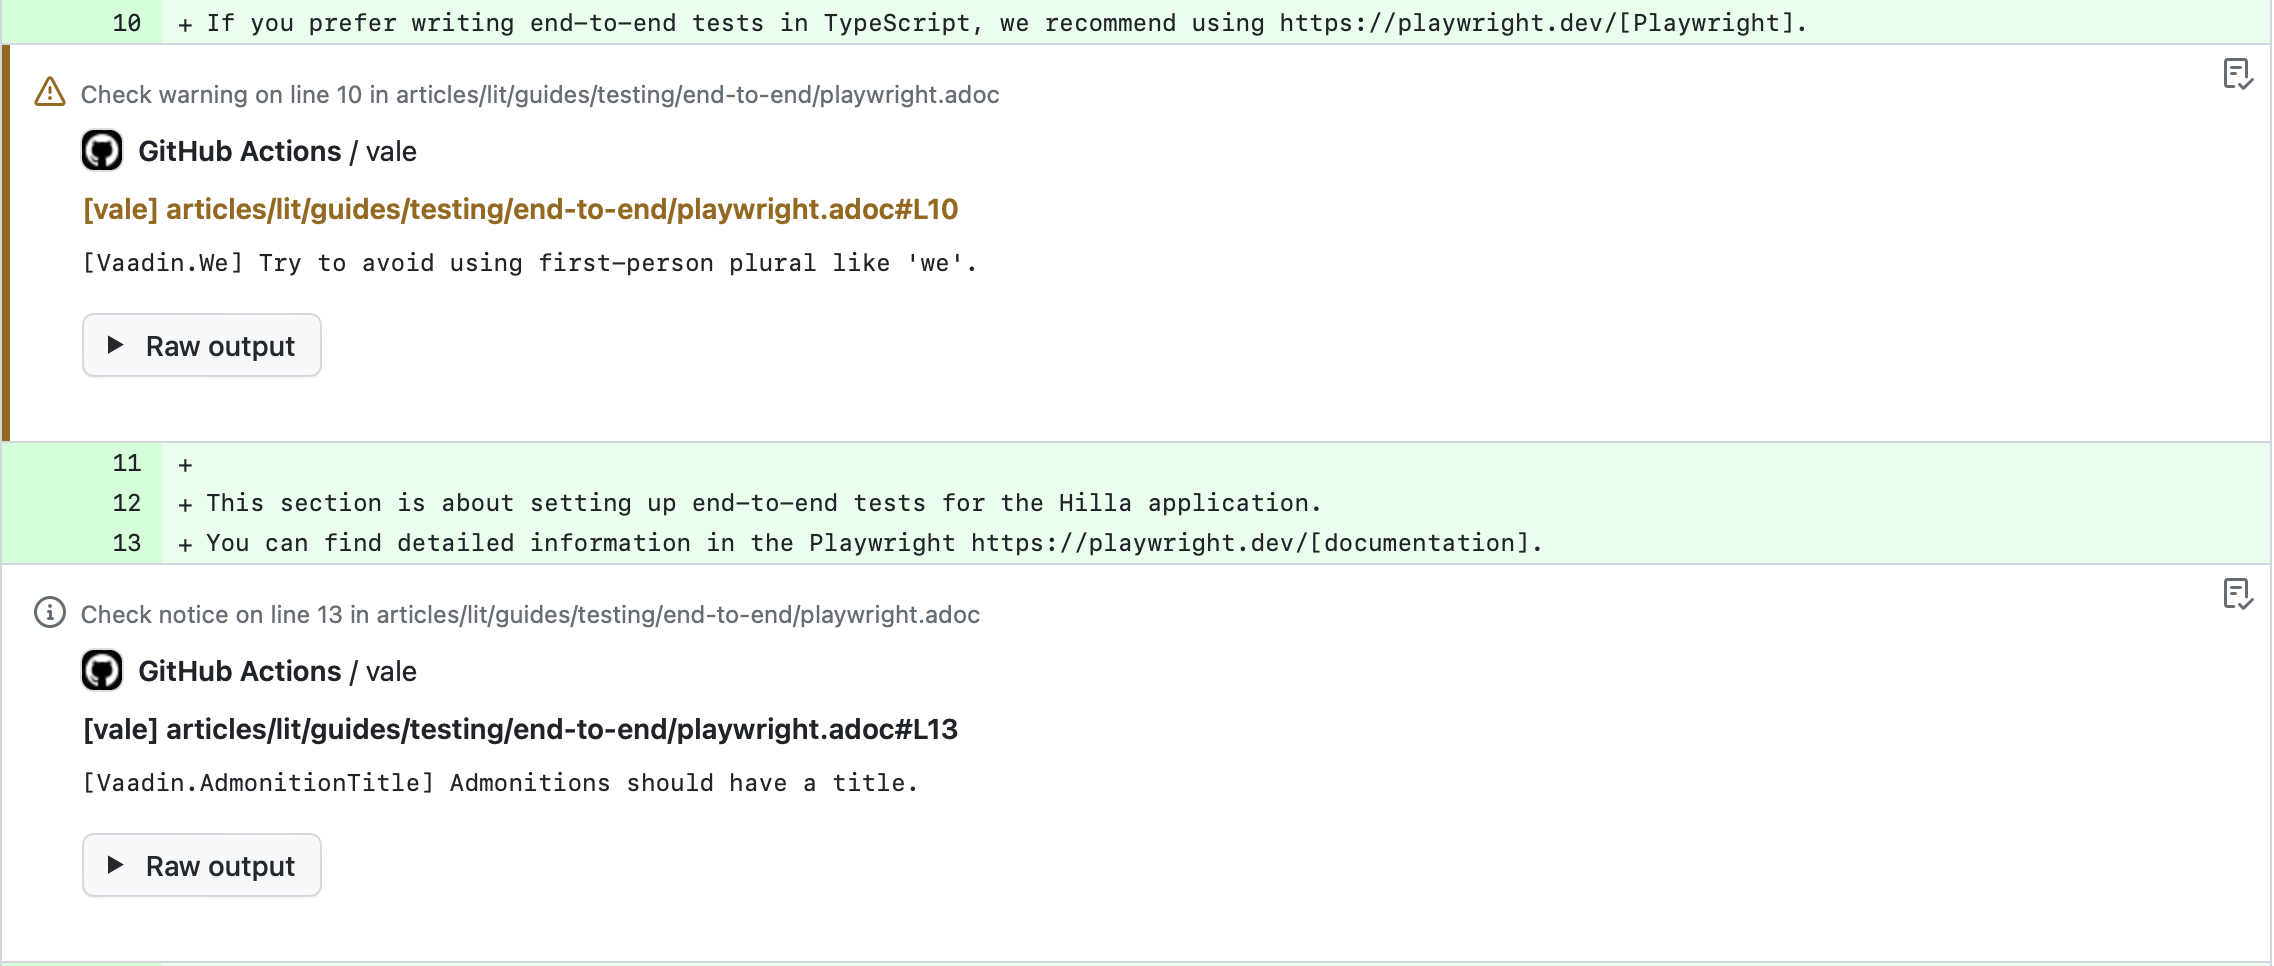 10 + If you prefer writing end-to-end tests in TypeScript, we recommend using https://playwright.dev/[Playwright].
Check warning on line 10 in articles/lit/guides/testing/end-to-end/playwright.adoc
GitHub Actions / vale
[vale] articles/lit/guides/testing/end-to-end/playwright.adoc#L10
[Vaadin.We] Try to avoid using first-person plural like 'we'.
Raw output
11 +
12 + This section is about setting up end-to-end tests for the Hilla application.
13 + You can find detailed information in the Playwright https://playwright.dev/[documentation].
Check notice on line 13 in articles/lit/guides/testing/end-to-end/playwright.adoc
GitHub Actions / vale
[vale] articles/lit/guides/testing/end-to-end/playwright.adoc#L13
[Vaadin.AdmonitionTitle] Admonitions should have a title.
Raw output